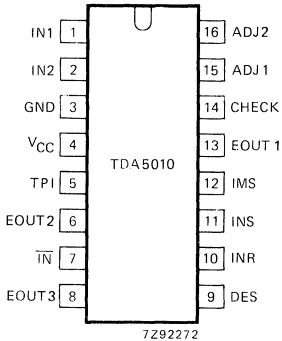 IN1 1
IN2 2
GND 3
VCC 4
TPI 5
EOUT2 6
I̅N̅ 7
EOUT3 8
TDA5010
16 ADJ2
15 ADJ1
14 CHECK
13 EOUT1
12 IMS
11 INS
10 INR
9 DES
7Z92272